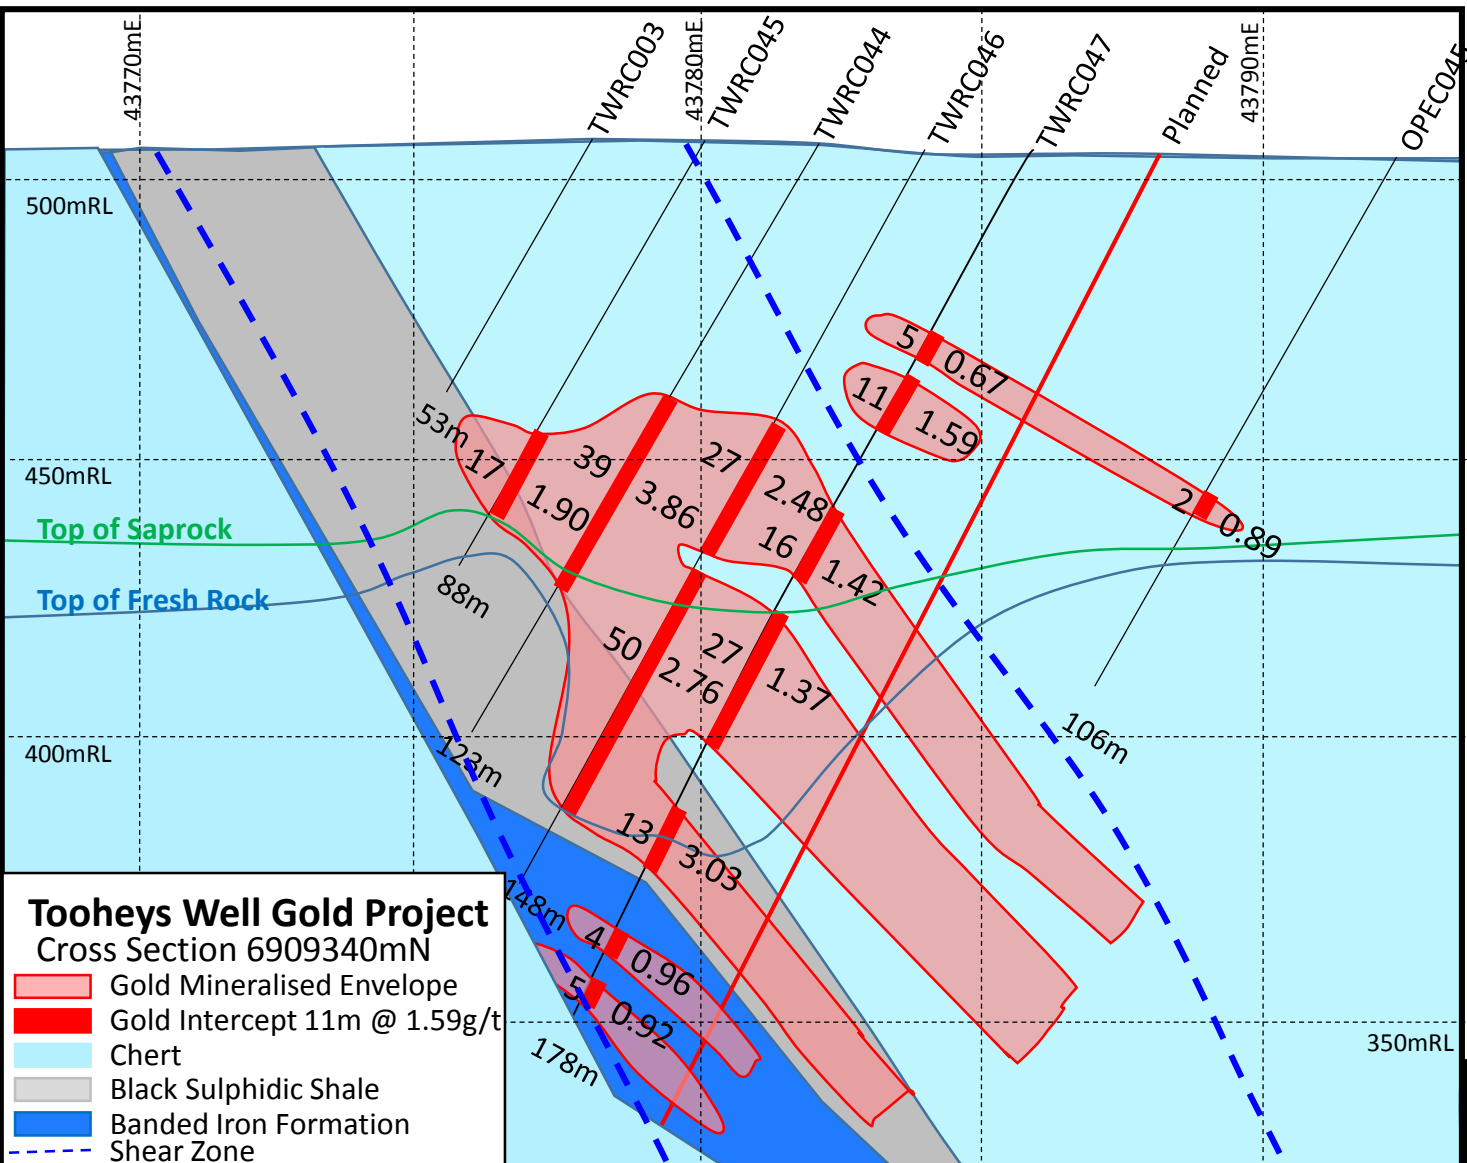 43770mE
TWRC003
43780mE
TWRC045
TWRC044
TWRC046
TWRC047
Planned
43790mE
OPEC045
500mRL
5
0.67
11
1.59
53m
17
1.90
39
3.86
27
2.48
450mRL
2
0.89
Top of Saprock
16
1.42
88m
Top of Fresh Rock
50
2.76
27
1.37
106m
400mRL
123m
13
3.03
148m
4
0.96
5
0.92
178m
350mRL
Tooheys Well Gold Project
Cross Section 6909340mN
Gold Mineralised Envelope
Gold Intercept 11m @ 1.59g/t
Chert
Black Sulphidic Shale
Banded Iron Formation
Shear Zone